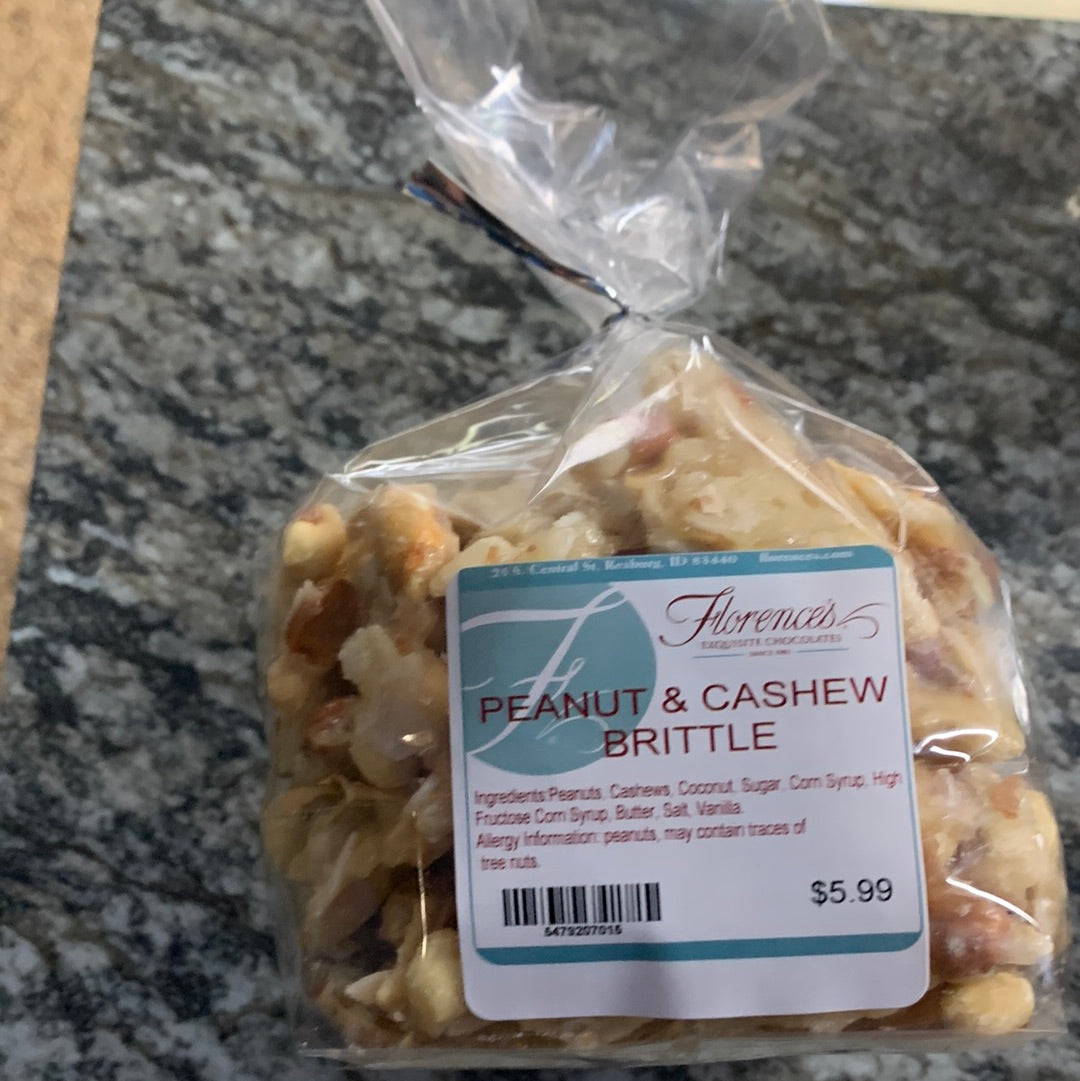 25 S. Central St. Rexburg, ID 83440 florences.com
Florence's
EXQUISITE CHOCOLATES
PEANUT & CASHEW
BRITTLE
Ingredients:Peanuts, Cashews, Coconut, Sugar, Corn Syrup, High
Fructose Corn Syrup, Butter, Salt, Vanilla.
Allergy Information: peanuts, may contain traces of
tree nuts.
$5.99
5479207015